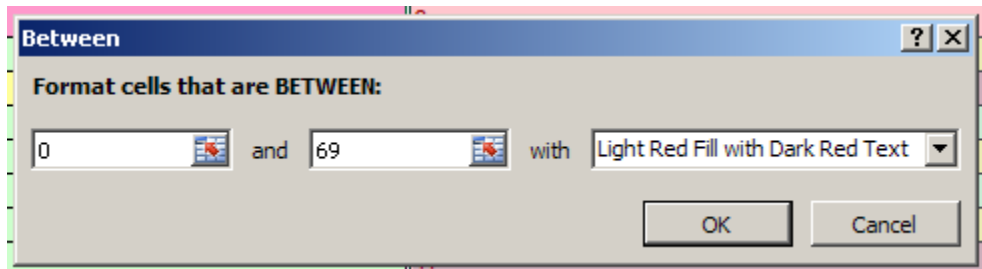 Between
Format cells that are BETWEEN:
0 and 69 with Light Red Fill with Dark Red Text
OK Cancel